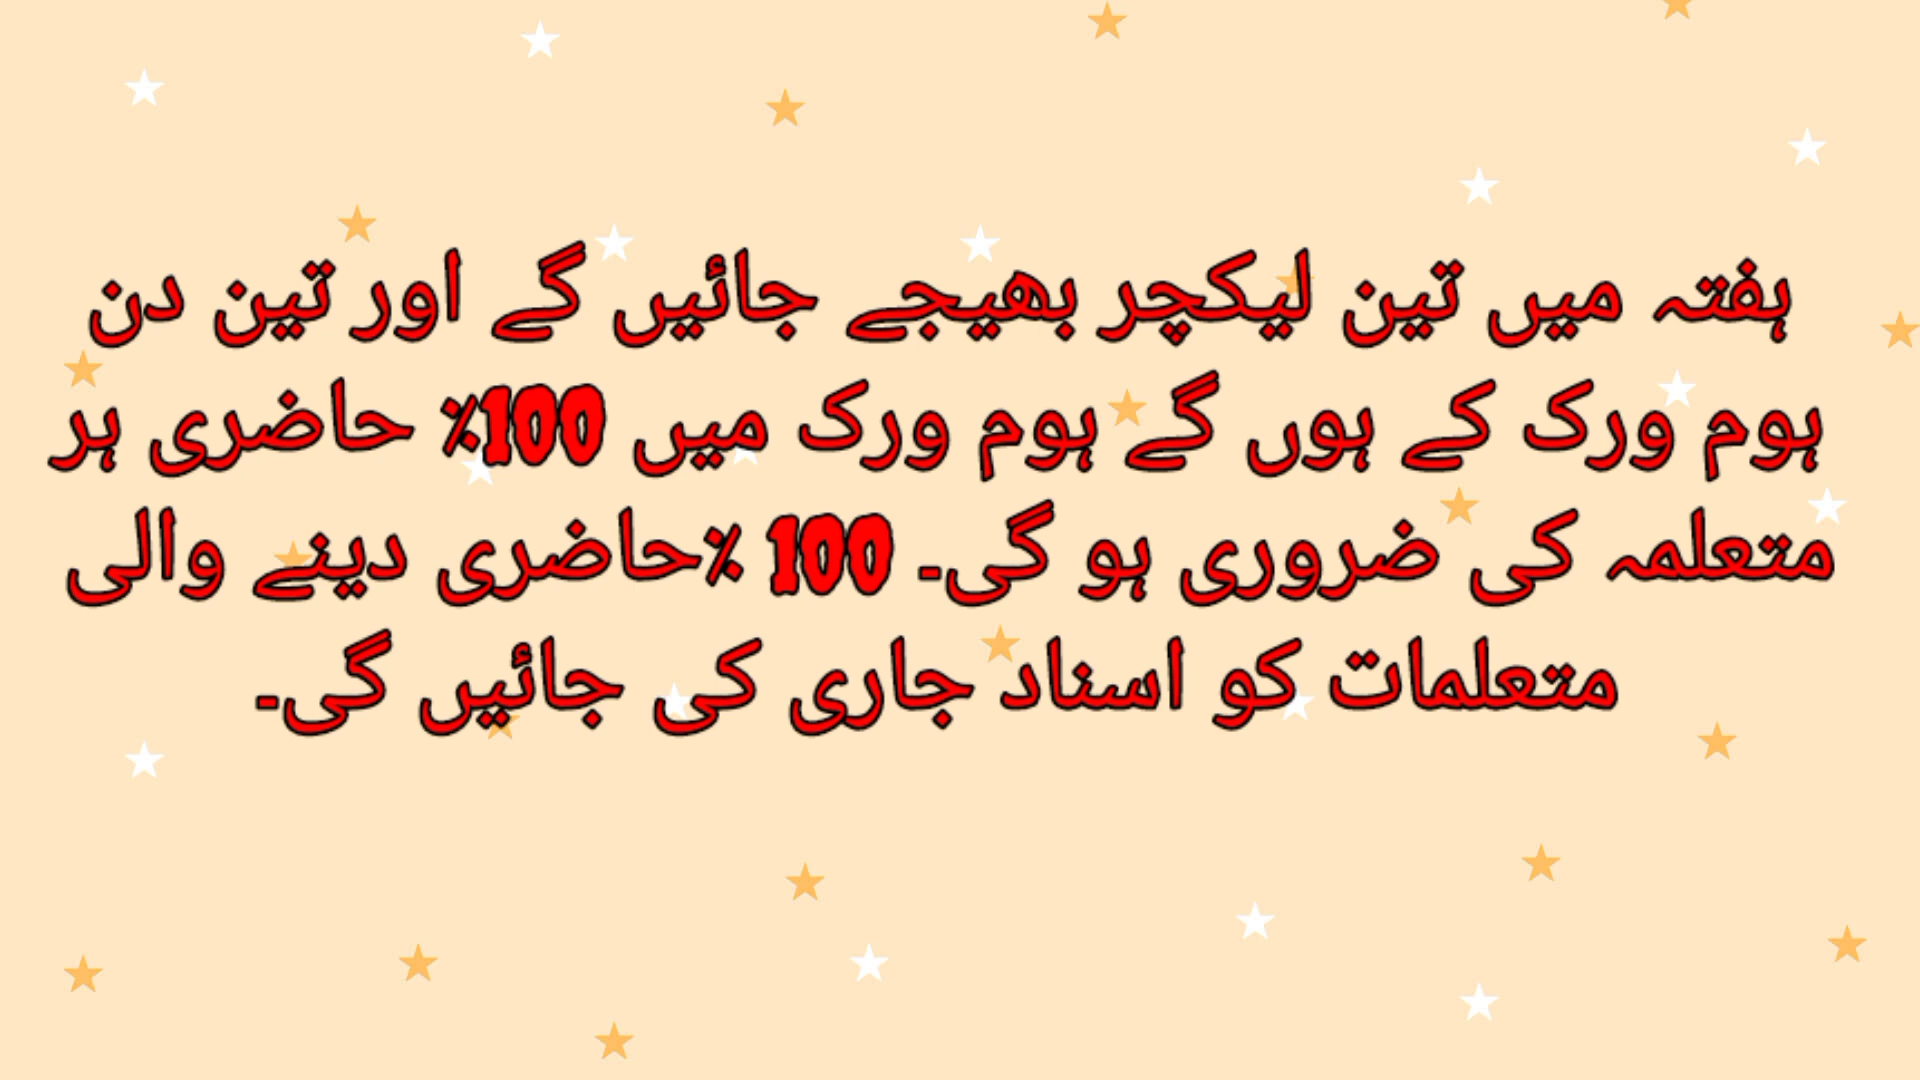 ہفتہ میں تین لیکچر بھیجے جائیں گے اور تین دن
ہوم ورک کے ہوں گے ہوم ورک میں 100٪ حاضری ہر
متعلمہ کی ضروری ہو گی۔ 100 ٪حاضری دینے والی
متعلمات کو اسناد جاری کی جائیں گی۔